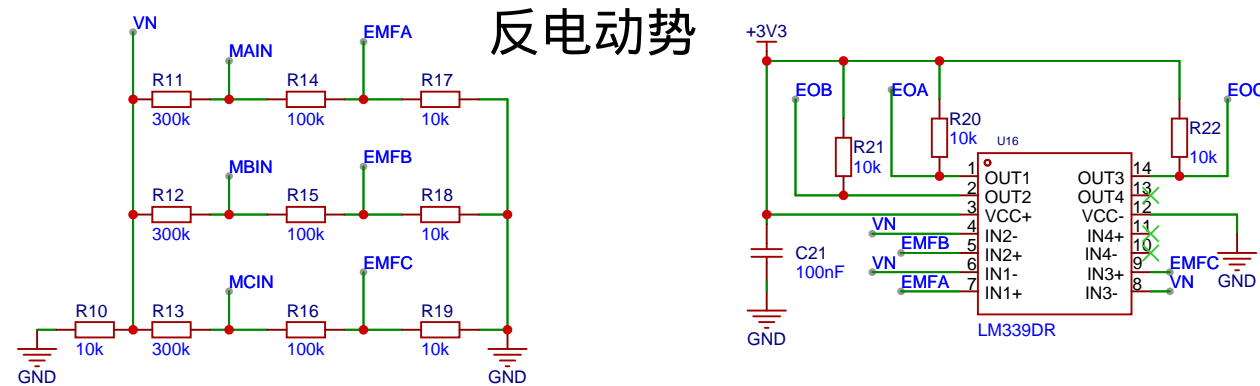 反电动势
VN
MAIN
EMFA
R11
R14
R17
300k
100k
10k
MBIN
EMFB
R12
R15
R18
300k
100k
10k
MCIN
EMFC
R10
R13
R16
R19
10k
300k
100k
10k
GND
GND
+3V3
EOB
EOA
EOC
R20
10k
R21
10k
R22
10k
U16
1
OUT1
OUT3
14
2
OUT2
OUT4
13
3
VCC+
VCC-
12
VN
4
IN2-
IN4+
11
EMFB
5
IN2+
IN4-
10
VN
6
IN1-
IN3+
9
EMFC
EMFA
7
IN1+
IN3-
8
VN
C21
100nF
GND
GND
LM339DR